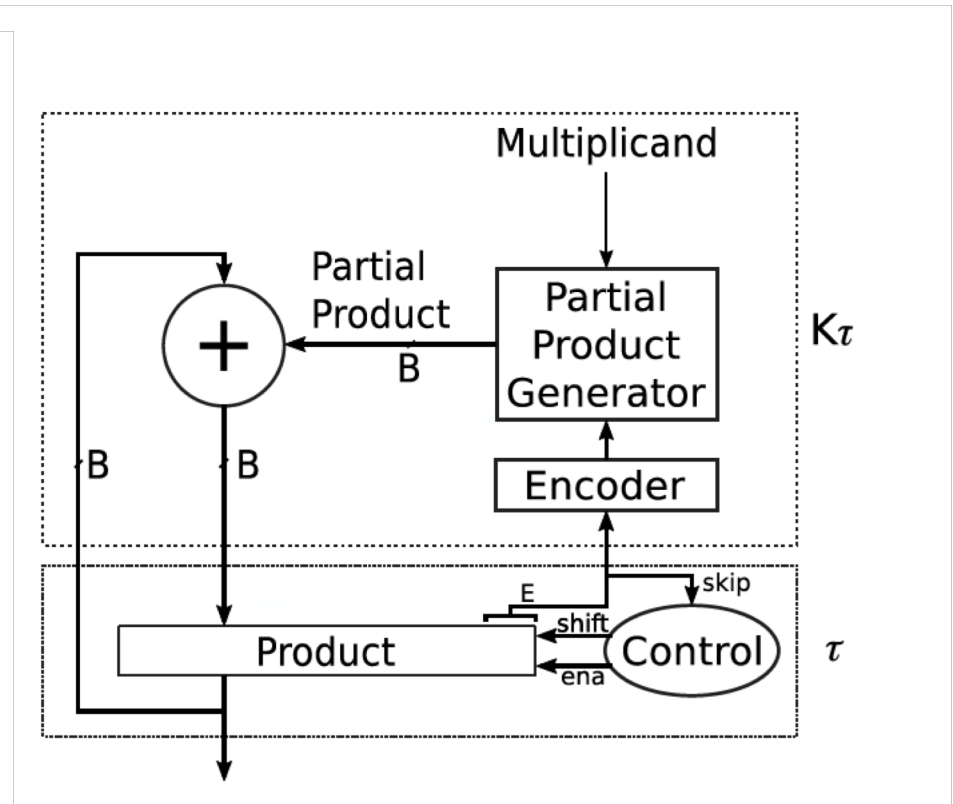 Multiplicand
Partial
Product
B
Partial
Product
Generator
Kτ
B
B
Encoder
skip
E
shift
Product
Control
τ
ena